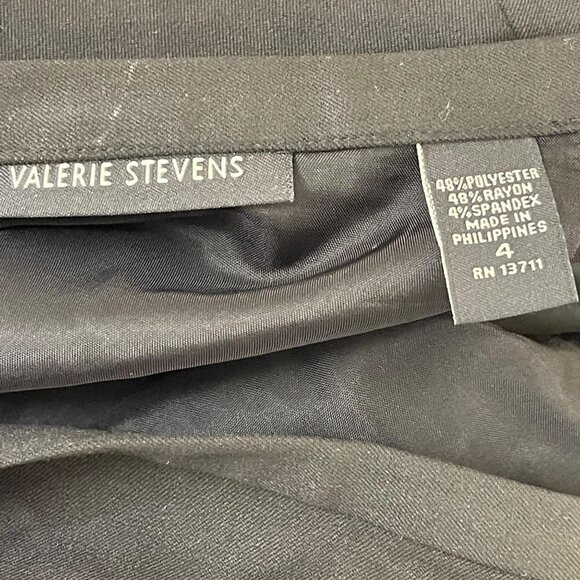 VALERIE STEVENS
48% POLYESTER
48% RAYON
4% SPANDEX
MADE IN
PHILIPPINES
4
RN 13711